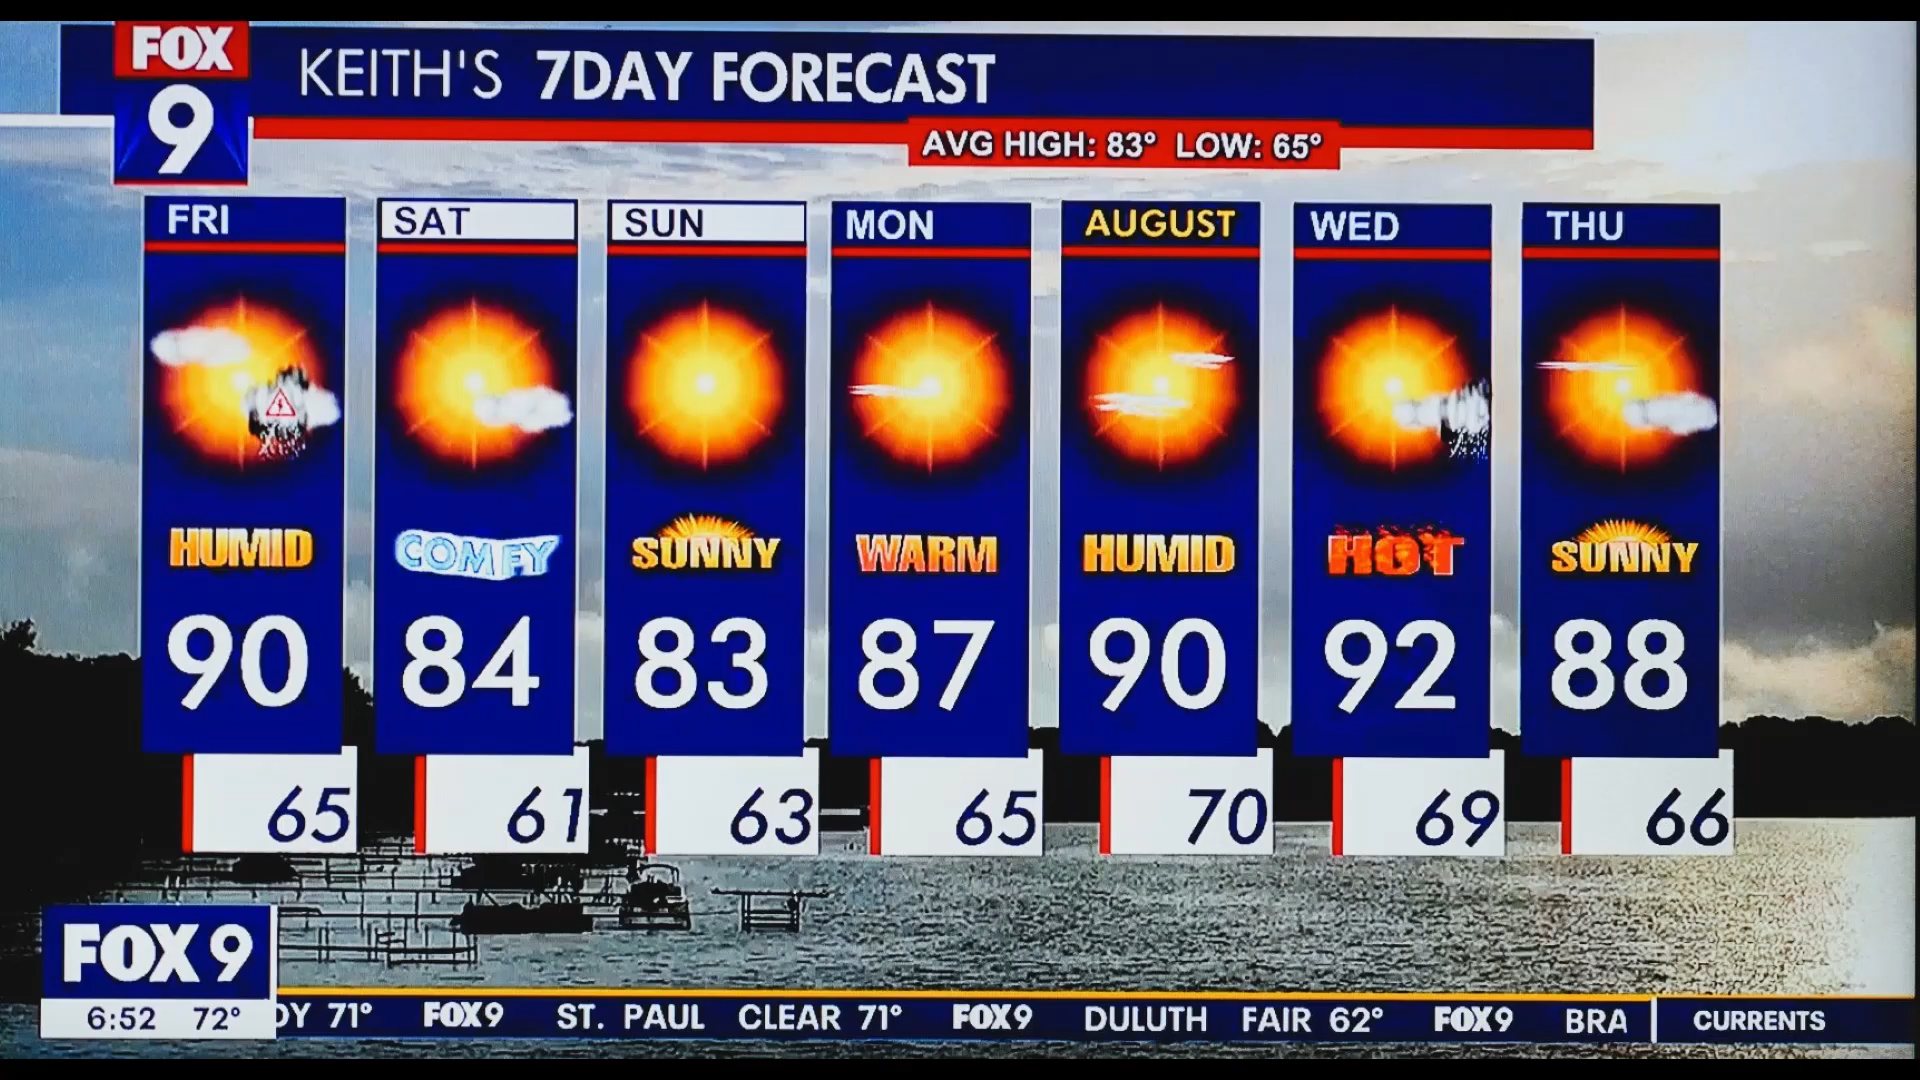 FOX
9
KEITH'S 7DAY FORECAST
AVG HIGH: 83° LOW: 65°
FRI SAT SUN MON AUGUST WED THU
HUMID COMFY SUNNY WARM HUMID HOT SUNNY
90 84 83 87 90 92 88
65 61 63 65 70 69 66
FOX 9
6:52 72°
DY 71° FOX9 ST. PAUL CLEAR 71° FOX9 DULUTH FAIR 62° FOX9 BRA CURRENTS